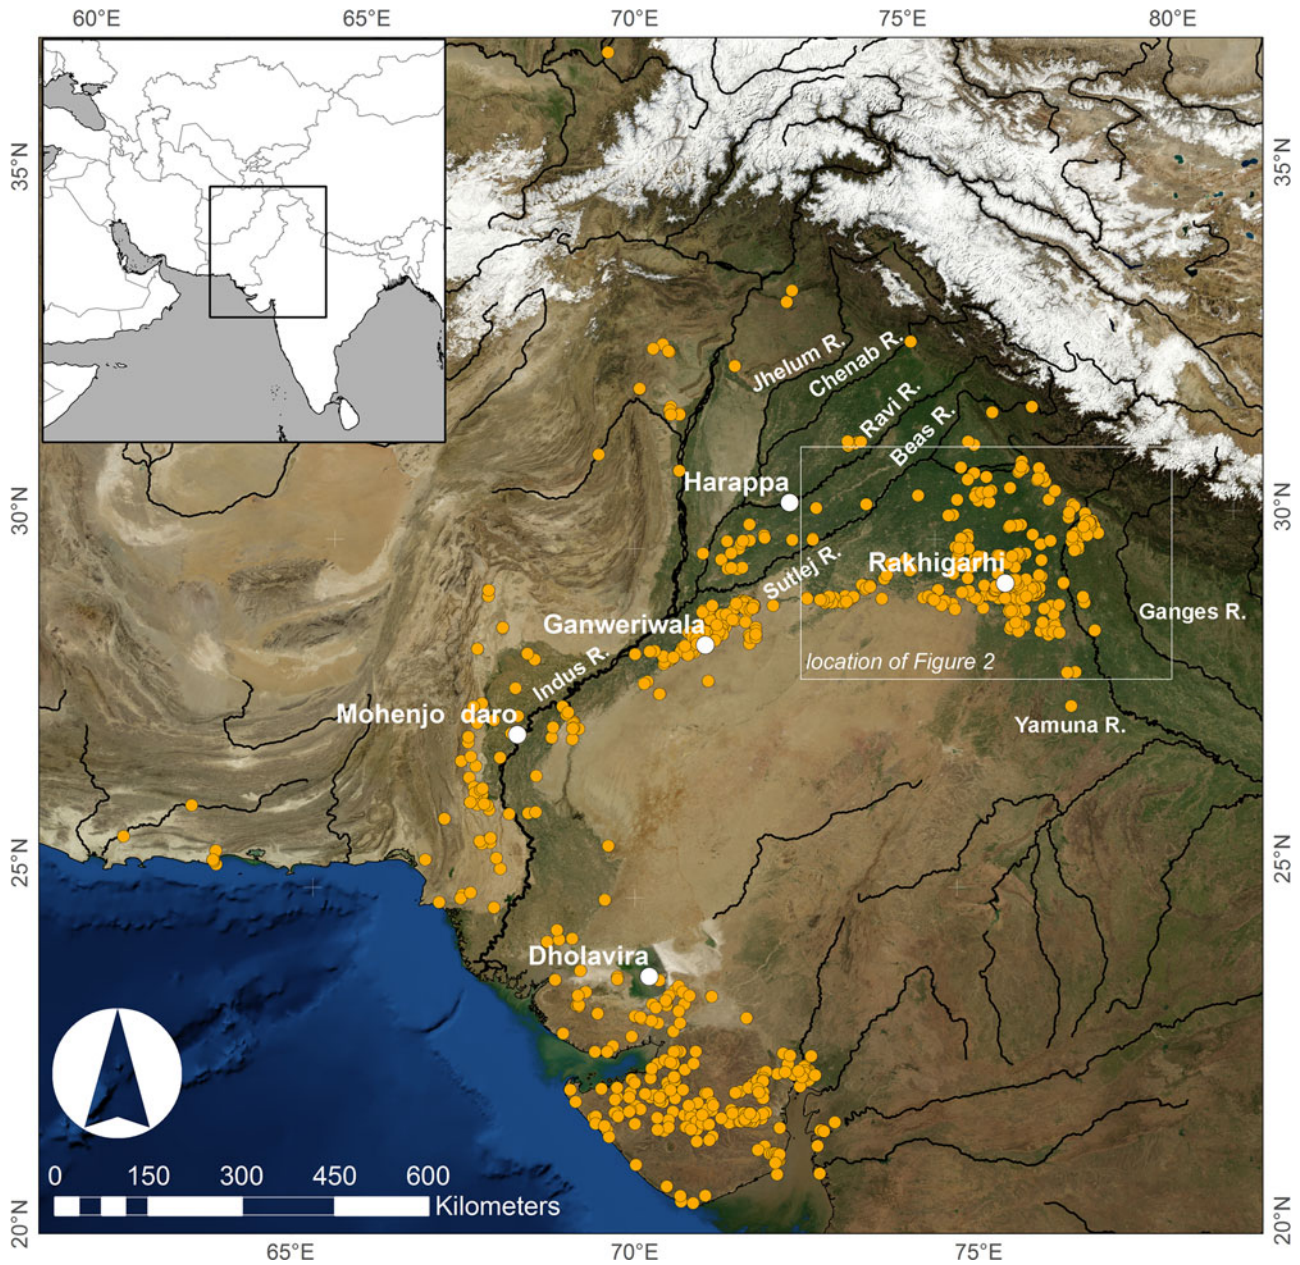 60°E 65°E 70°E 75°E 80°E
35°N
35°N
Jhelum R.
Chenab R.
Ravi R.
Beas R.
30°N
Harappa
30°N
Sutlej R.
Rakhigarhi
Ganges R.
Ganweriwala
location of Figure 2
Indus R.
Mohenjo daro
Yamuna R.
25°N
25°N
Dholavira
0 150 300 450 600
Kilometers
20°N
20°N
65°E 70°E 75°E